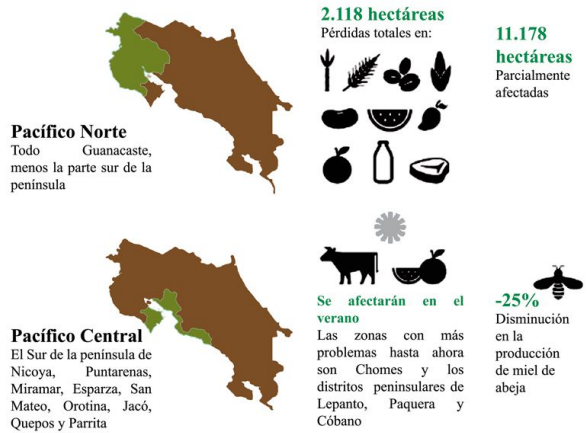 Pacífico Norte
Todo Guanacaste,
menos la parte sur de la
península
2.118 hectáreas
Pérdidas totales en:
11.178
hectáreas
Parcialmente
afectadas
Pacífico Central
El Sur de la península de
Nicoya, Puntarenas,
Miramar, Esparza, San
Mateo, Orotina, Jacó,
Quepos y Parrita
Se afectarán en el
verano
Las zonas con más
problemas hasta ahora
son Chomes y los
distritos peninsulares de
Lepanto, Paquera y
Cóbano
-25%
Disminución
en la
producción
de miel de
abeja